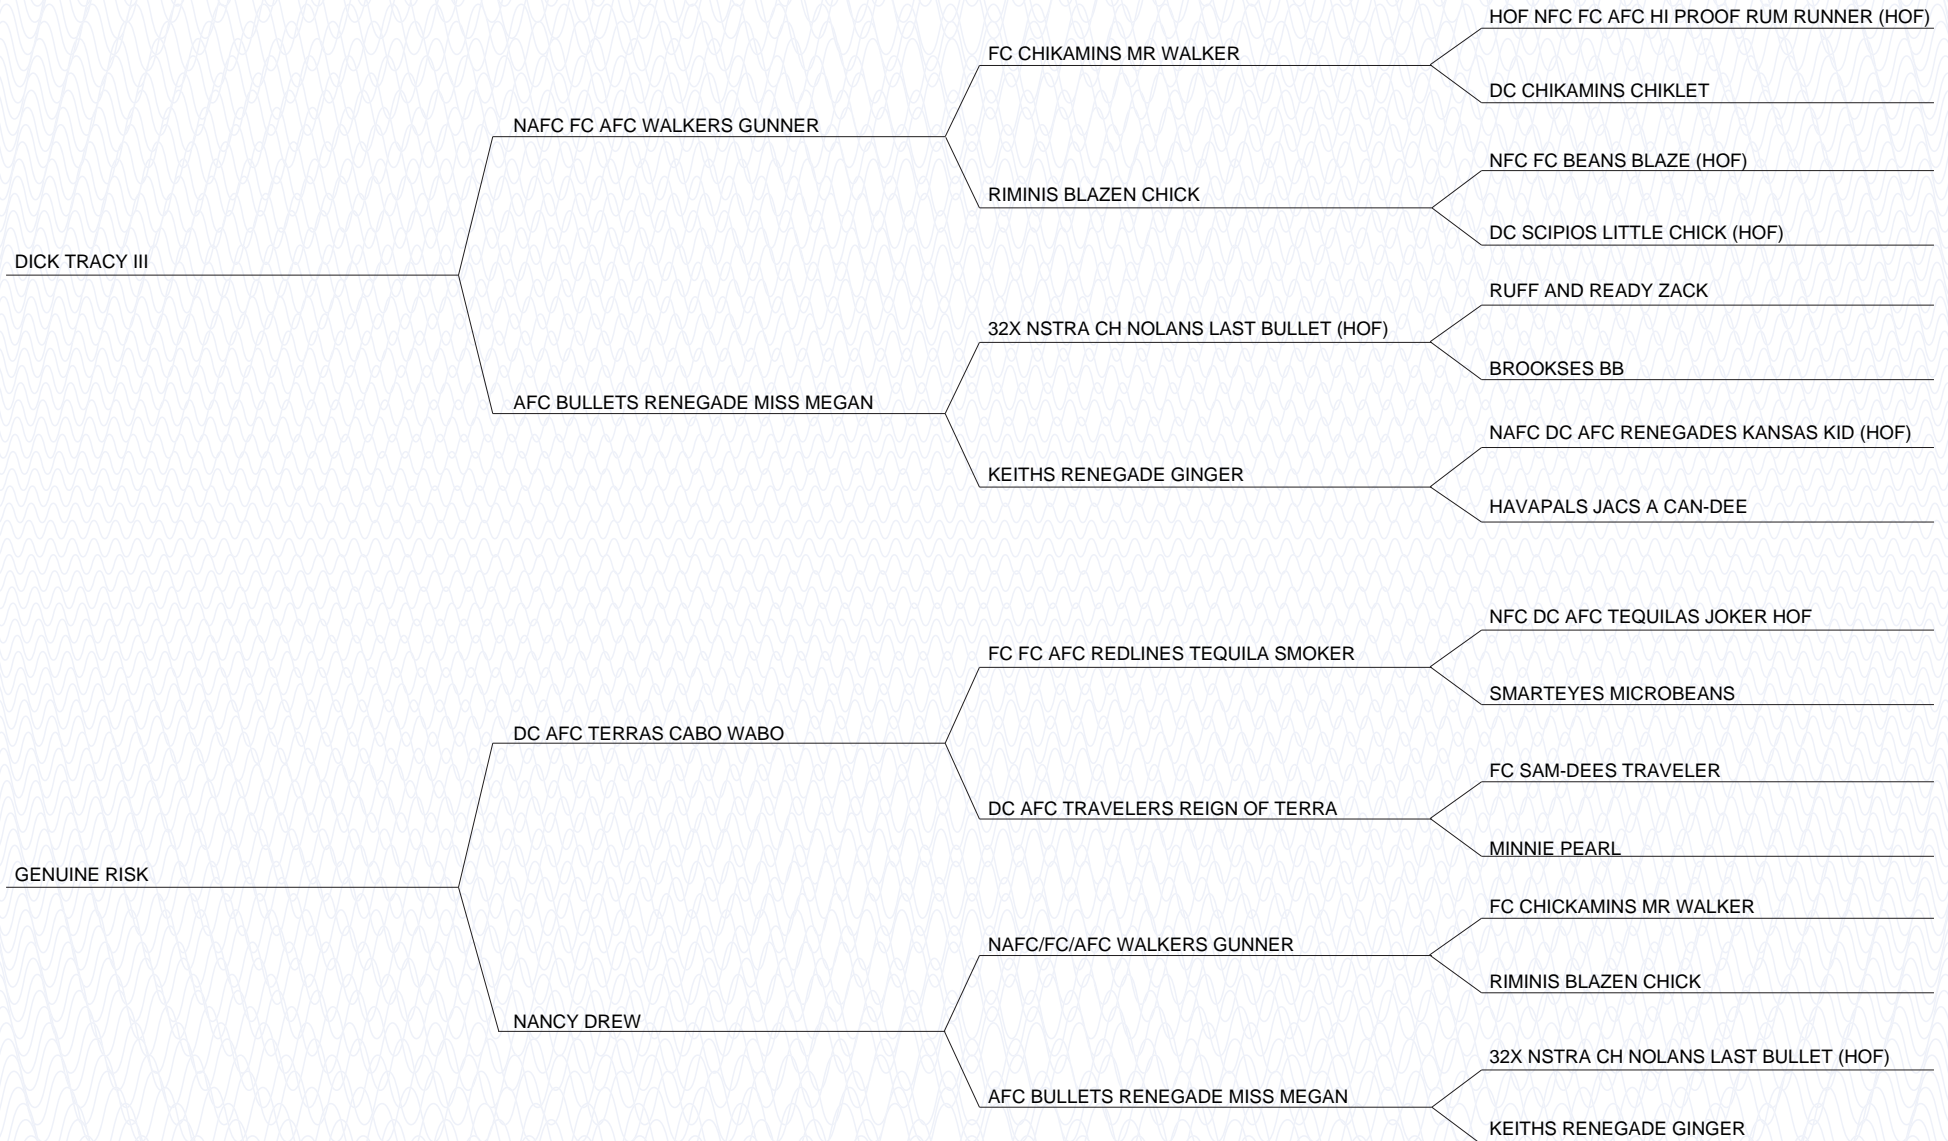 HOF NFC FC AFC HI PROOF RUM RUNNER (HOF)
FC CHIKAMINS MR WALKER
DC CHIKAMINS CHIKLET
NAFC FC AFC WALKERS GUNNER
NFC FC BEANS BLAZE (HOF)
RIMINIS BLAZEN CHICK
DC SCIPIOS LITTLE CHICK (HOF)
DICK TRACY III
RUFF AND READY ZACK
32X NSTRA CH NOLANS LAST BULLET (HOF)
BROOKSES BB
AFC BULLETS RENEGADE MISS MEGAN
NAFC DC AFC RENEGADES KANSAS KID (HOF)
KEITHS RENEGADE GINGER
HAVAPALS JACS A CAN-DEE
NFC DC AFC TEQUILAS JOKER HOF
FC FC AFC REDLINES TEQUILA SMOKER
SMARTEYES MICROBEANS
DC AFC TERRAS CABO WABO
FC SAM-DEES TRAVELER
DC AFC TRAVELERS REIGN OF TERRA
MINNIE PEARL
GENUINE RISK
FC CHICKAMINS MR WALKER
NAFC/FC/AFC WALKERS GUNNER
RIMINIS BLAZEN CHICK
NANCY DREW
32X NSTRA CH NOLANS LAST BULLET (HOF)
AFC BULLETS RENEGADE MISS MEGAN
KEITHS RENEGADE GINGER